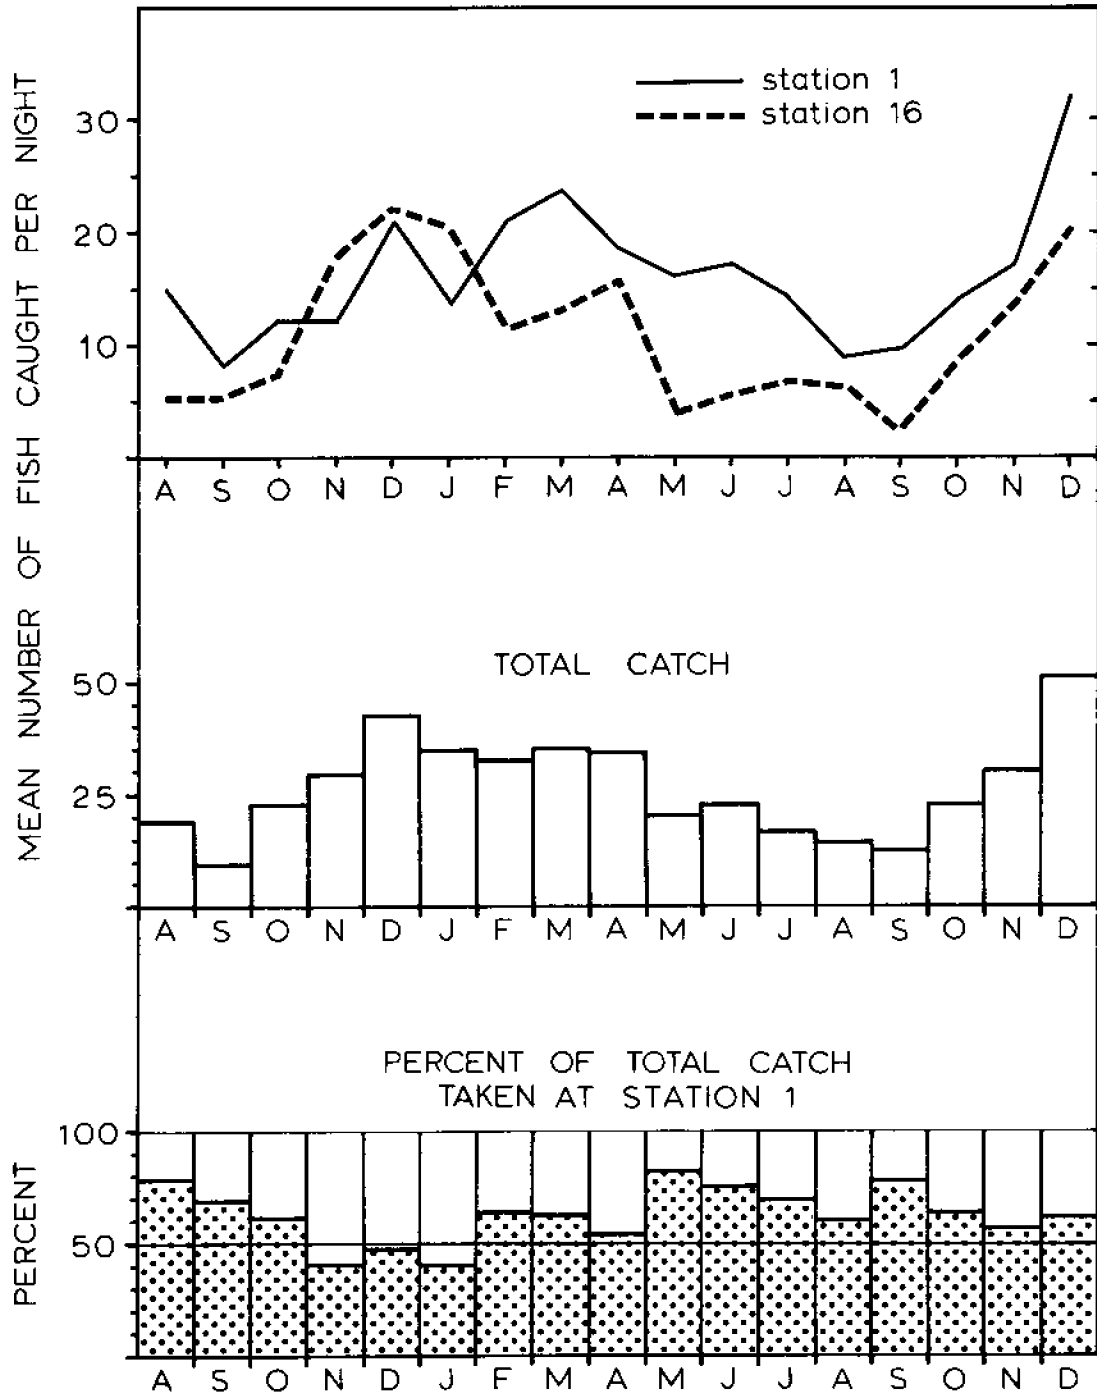 MEAN NUMBER OF FISH CAUGHT PER NIGHT
station 1
station 16
30
20
10
A S O N D J F M A M J J A S O N D
TOTAL CATCH
50
25
A S O N D J F M A M J J A S O N D
PERCENT OF TOTAL CATCH
TAKEN AT STATION 1
PERCENT
100
50
A S O N D J F M A M J J A S O N D